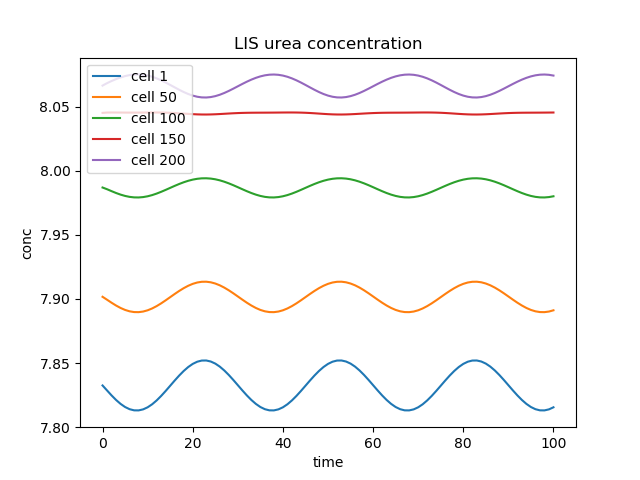 LIS urea concentration
cell 1
cell 50
cell 100
cell 150
cell 200
8.05
8.00
7.95
7.90
7.85
7.80
conc
0 20 40 60 80 100
time